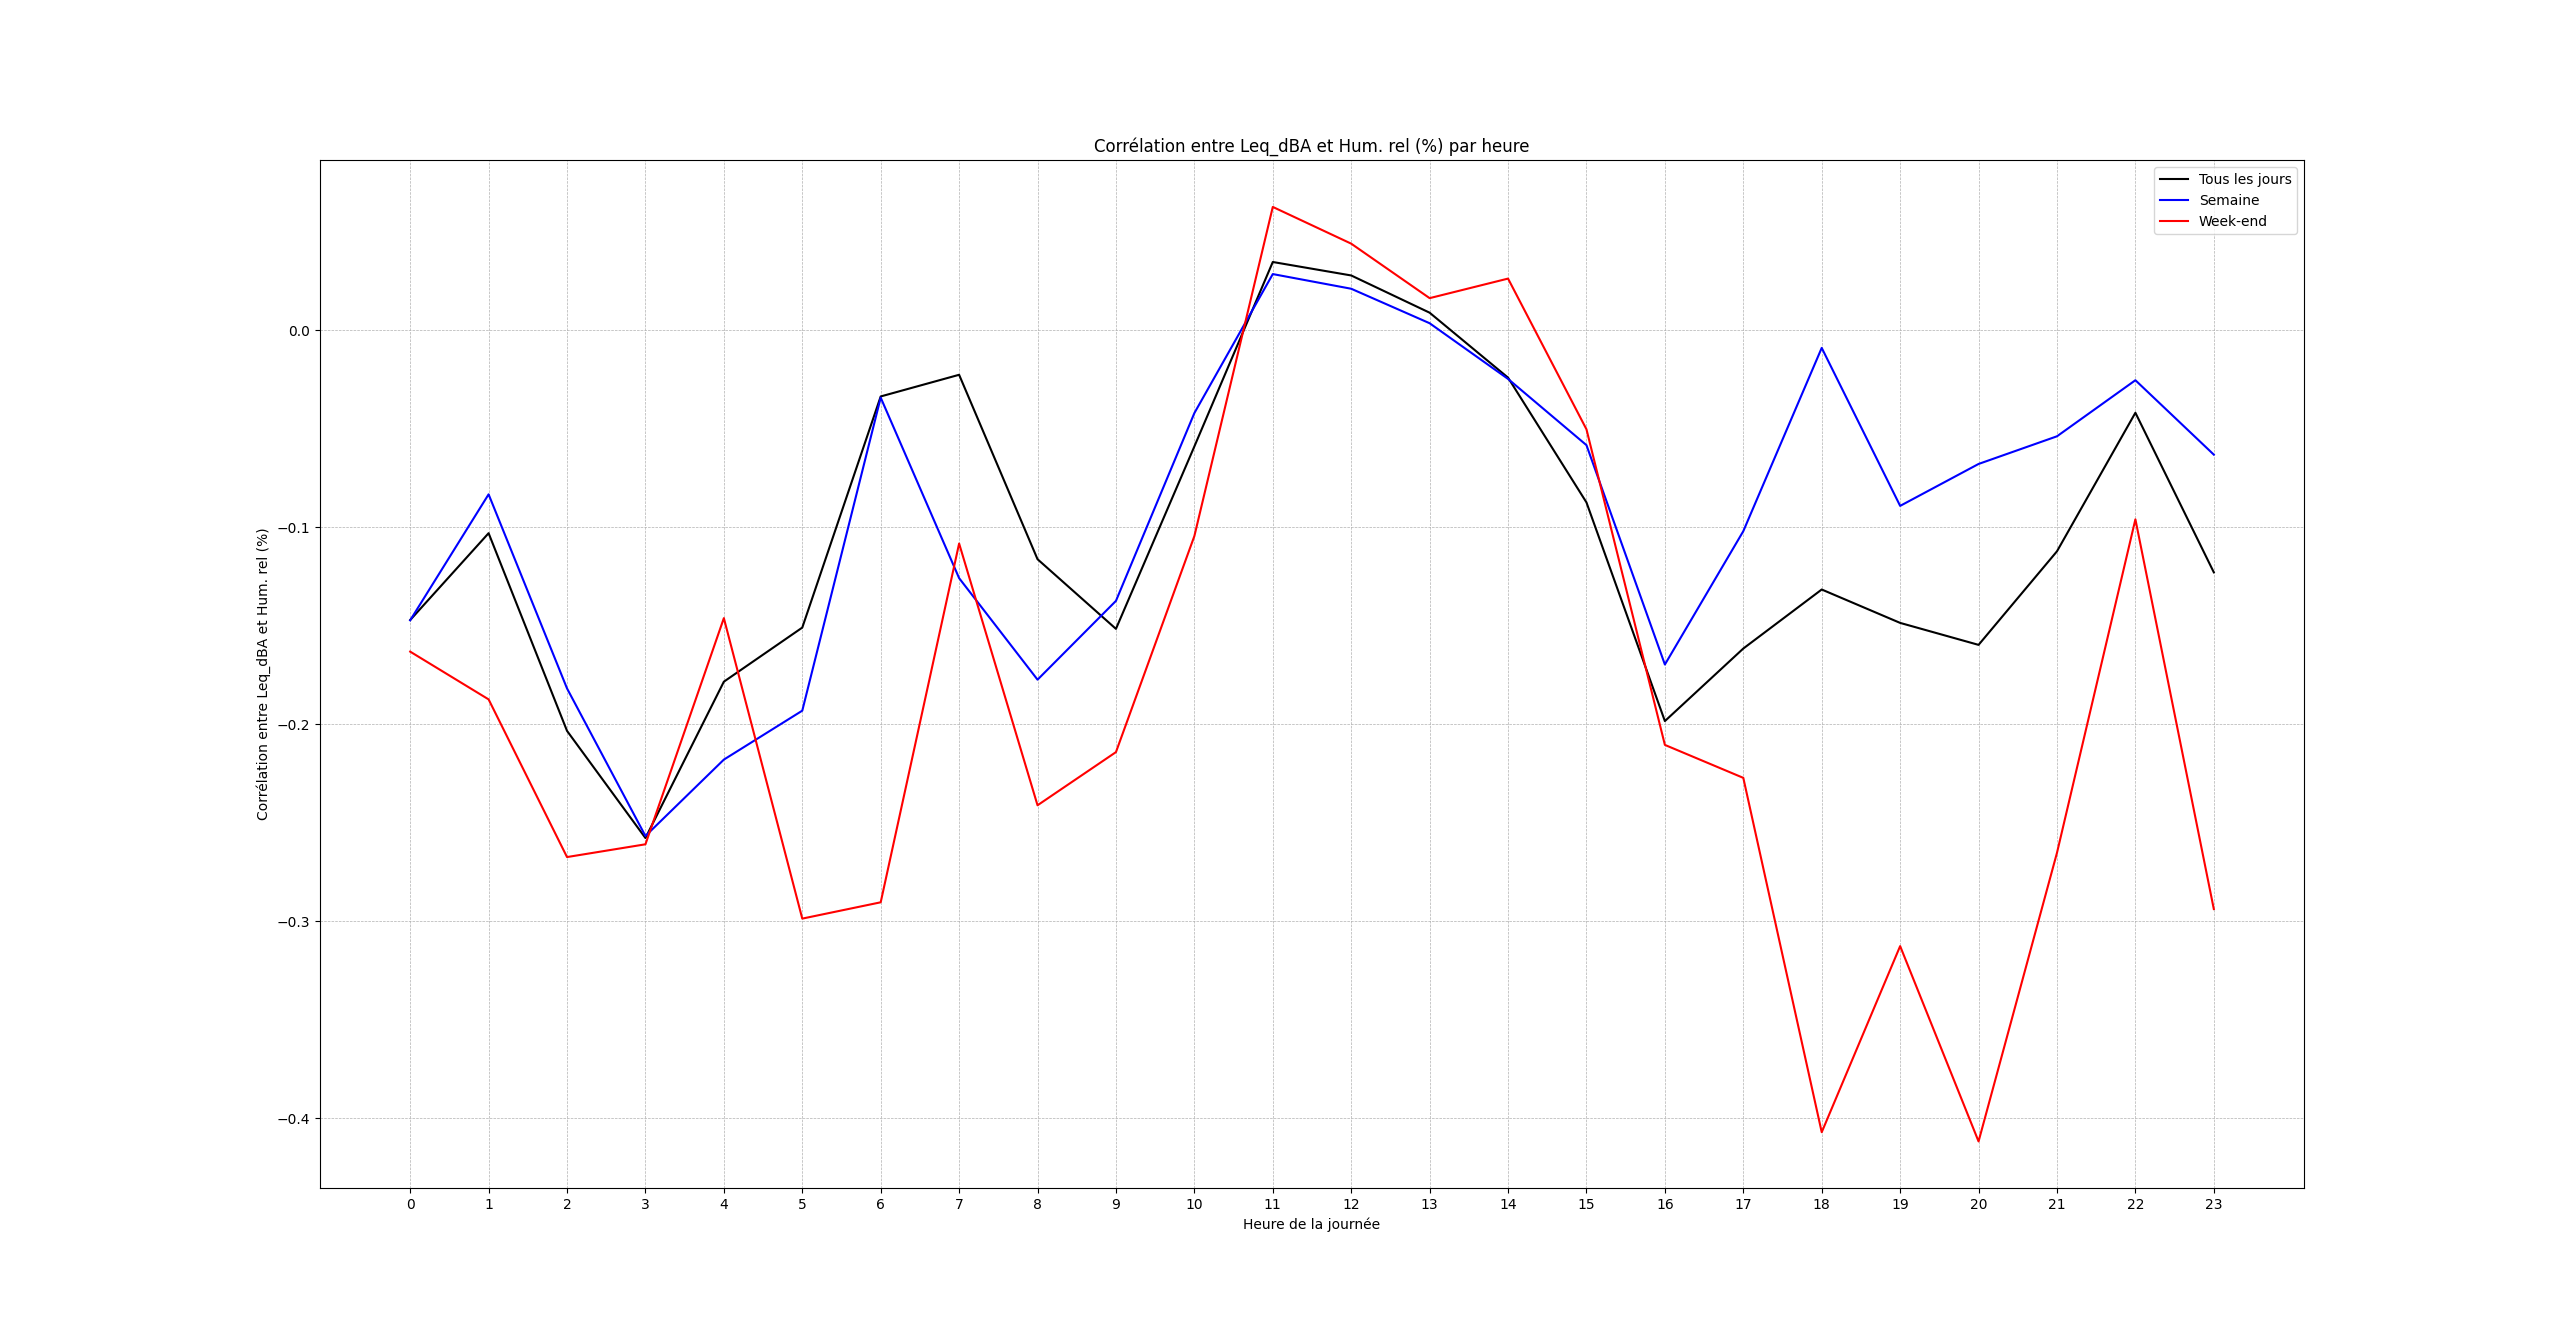 Corrélation entre Leq_dBA et Hum. rel (%) par heure
Tous les jours
Semaine
Week-end
Corrélation entre Leq_dBA et Hum. rel (%)
0.0
−0.1
−0.2
−0.3
−0.4
0 1 2 3 4 5 6 7 8 9 10 11 12 13 14 15 16 17 18 19 20 21 22 23
Heure de la journée